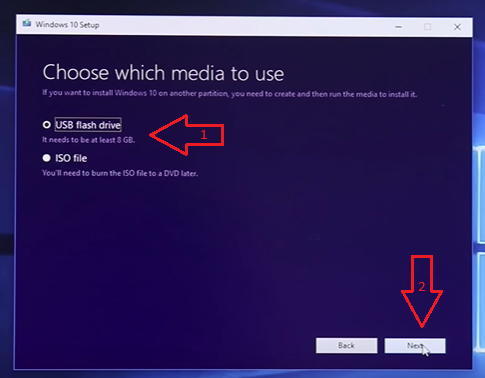 Windows 10 Setup
Choose which media to use
If you want to install Windows 10 on another partition, you need to create and then run the media to install it.
USB flash drive
1
It needs to be at least 8 GB.
ISO file
You'll need to burn the ISO file to a DVD later.
2
Back
Next